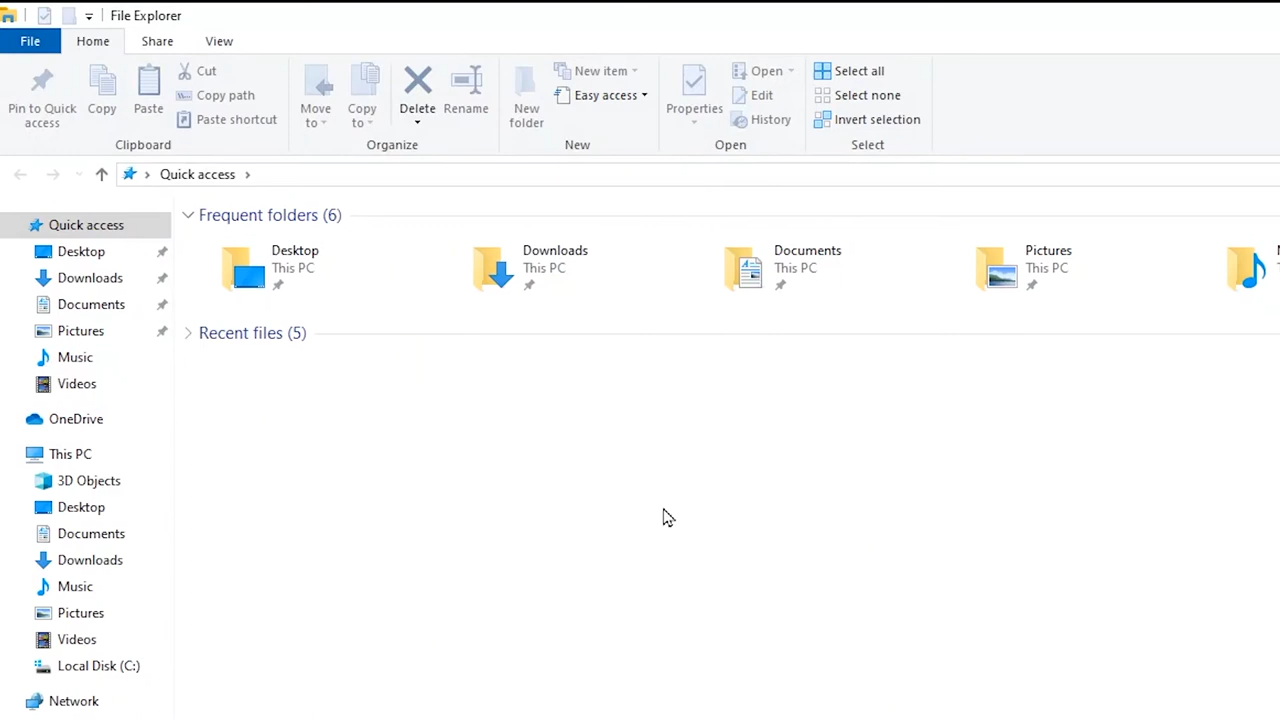 File Explorer
File Home Share View
Pin to Quick access
Copy
Paste
Cut
Copy path
Paste shortcut
Clipboard
Move to
Copy to
Delete
Rename
Organize
New folder
New item
Easy access
New
Properties
Open
Edit
History
Open
Select all
Select none
Invert selection
Select
Quick access
Quick access
Desktop
Downloads
Documents
Pictures
Music
Videos
OneDrive
This PC
3D Objects
Desktop
Documents
Downloads
Music
Pictures
Videos
Local Disk (C:)
Network
Frequent folders (6)
Desktop
This PC
Downloads
This PC
Documents
This PC
Pictures
This PC
Recent files (5)